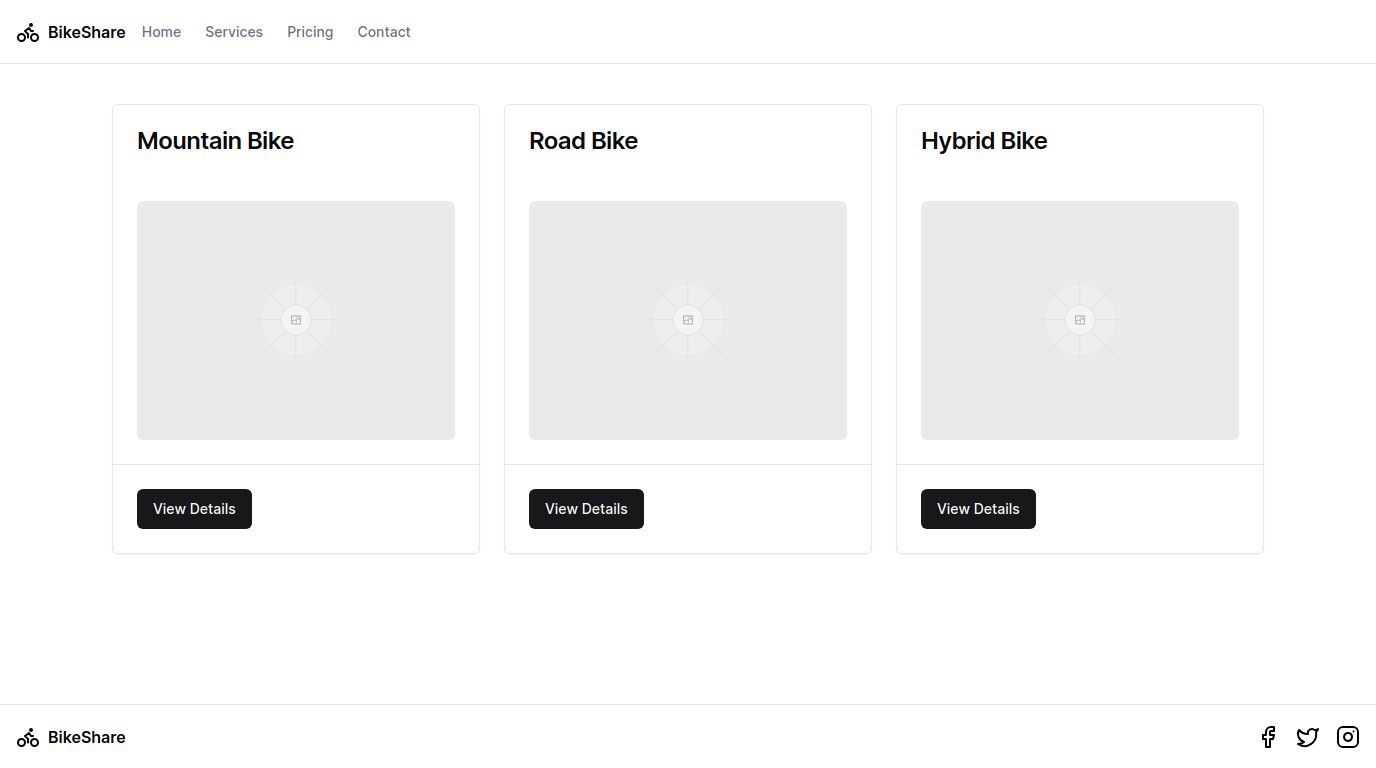 BikeShare Home Services Pricing Contact
Mountain Bike
Road Bike
Hybrid Bike
View Details
View Details
View Details
BikeShare